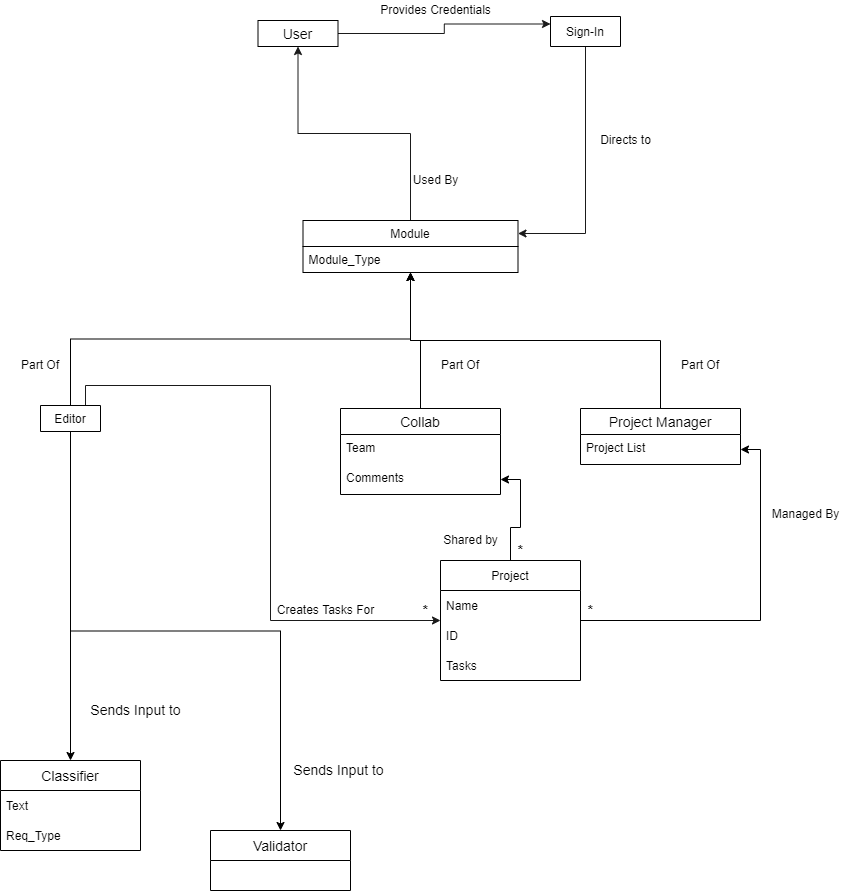 Provides Credentials
User
Sign-In
Directs to
Used By
Module
Module_Type
Part Of
Part Of
Part Of
Editor
Collab
Team
Comments
Project Manager
Project List
Managed By
Shared by
*
Project
Name
ID
Tasks
Creates Tasks For
*
*
Sends Input to
Sends Input to
Classifier
Text
Req_Type
Validator